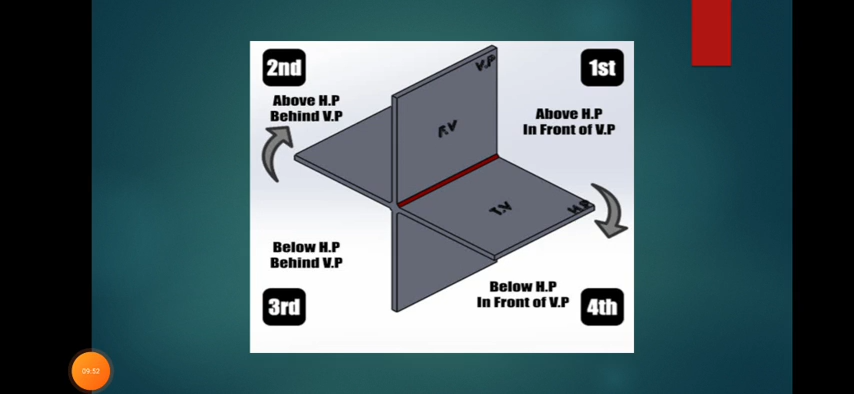 2nd
1st
Above H.P
Behind V.P
V.P
F.V
Above H.P
In Front of V.P
T.V
H.P
Below H.P
Behind V.P
3rd
Below H.P
In Front of V.P
4th
09:52